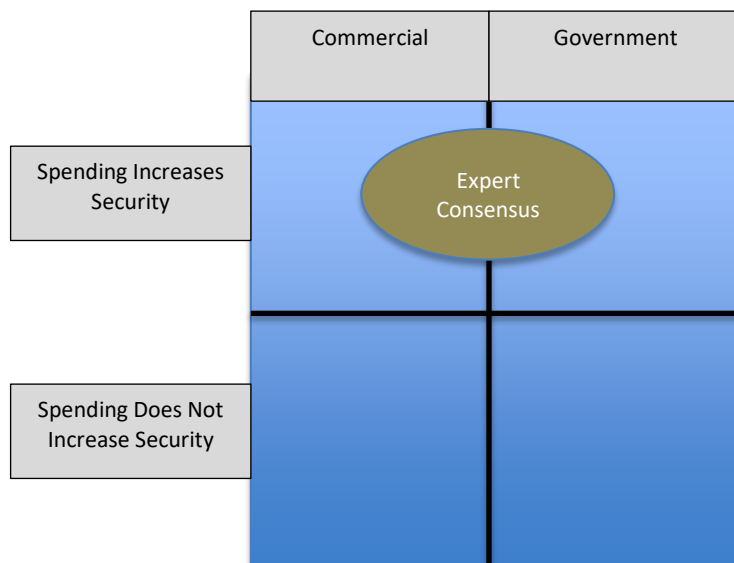 Commercial
Government
Spending Increases
Security
Expert
Consensus
Spending Does Not
Increase Security